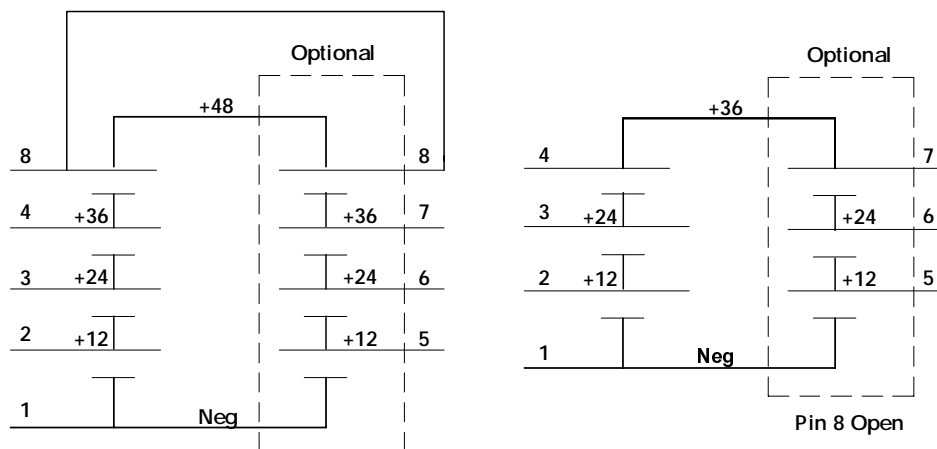 Optional
+48
8 8
4 +36 +36 7
3 +24 +24 6
2 +12 +12 5
1 Neg
Optional
+36
4 7
3 +24 +24 6
2 +12 +12 5
1 Neg
Pin 8 Open